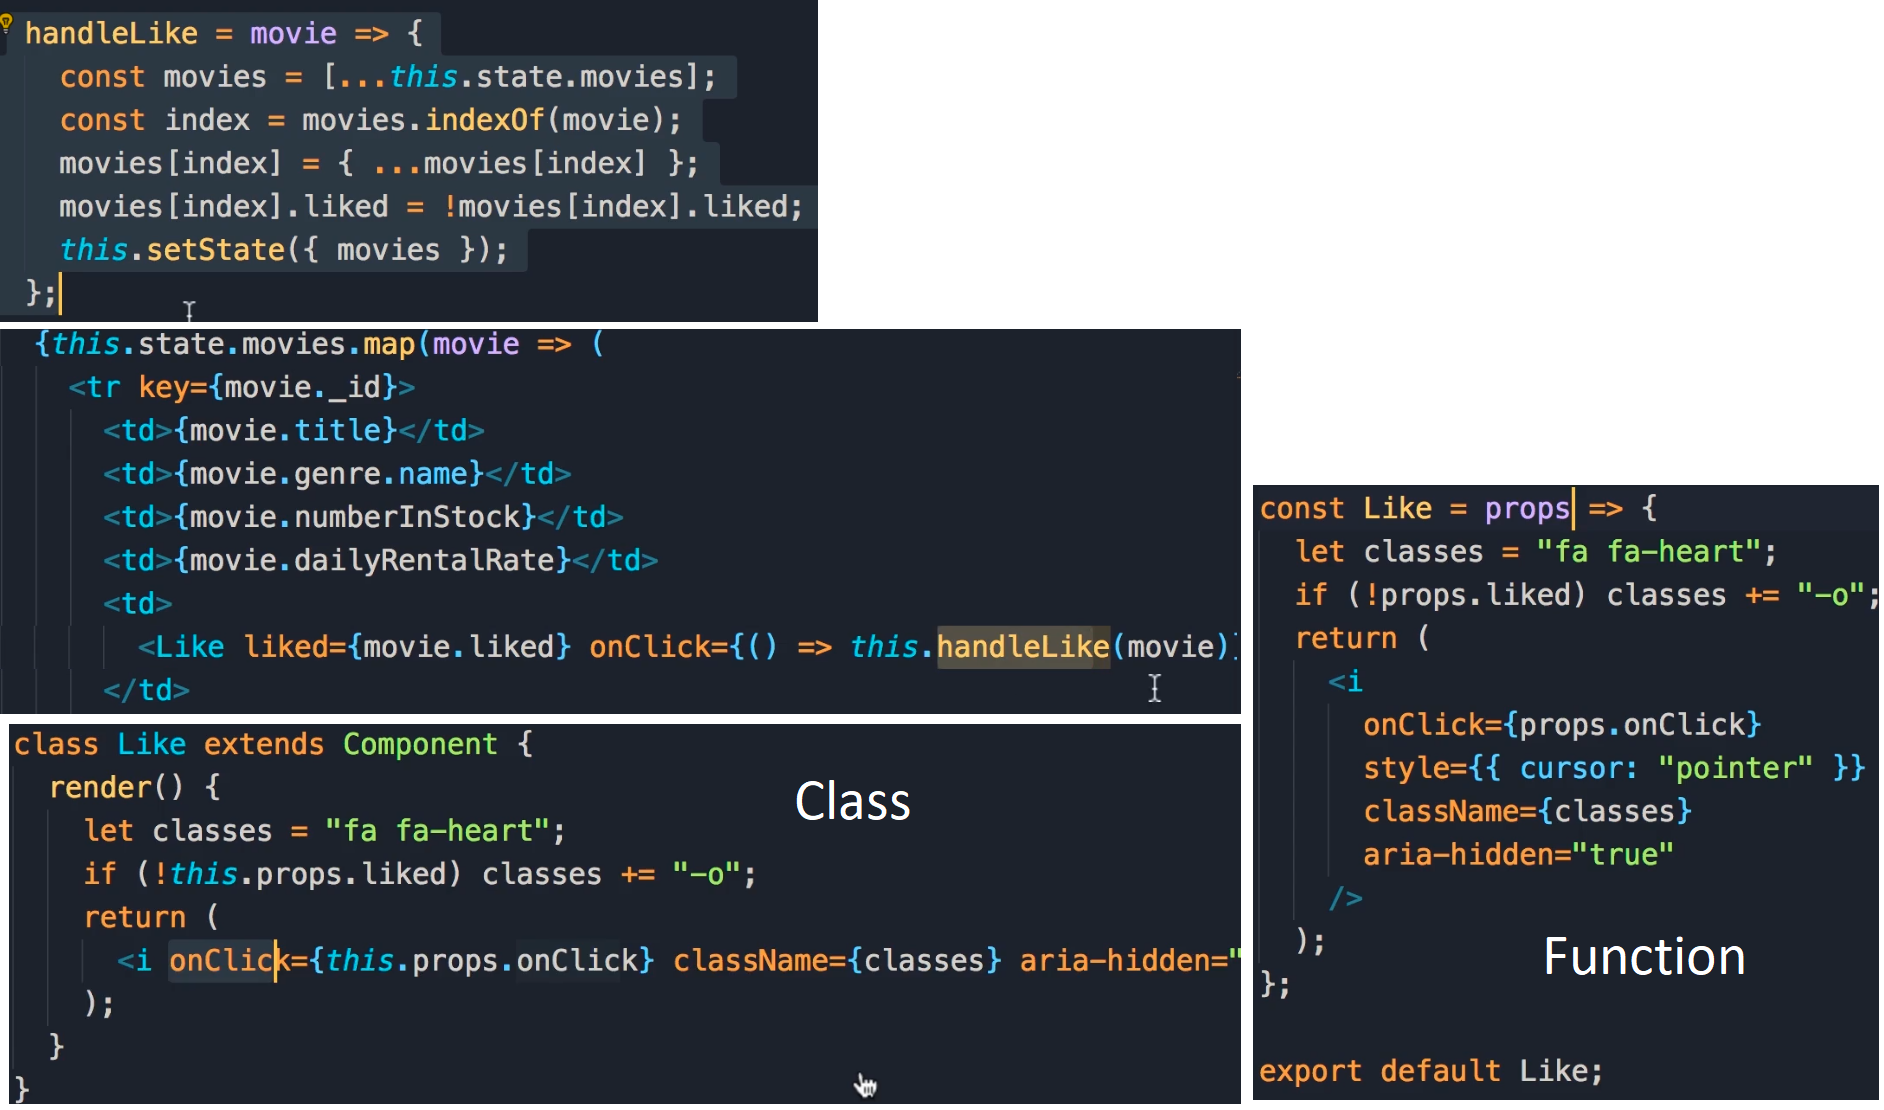 handleLike = movie => {
const movies = [...this.state.movies];
const index = movies.indexOf(movie);
movies[index] = { ...movies[index] };
movies[index].liked = !movies[index].liked;
this.setState({ movies });
};
{this.state.movies.map(movie => (
<tr key={movie._id}>
<td>{movie.title}</td>
<td>{movie.genre.name}</td>
<td>{movie.numberInStock}</td>
<td>{movie.dailyRentalRate}</td>
<td>
<Like liked={movie.liked} onClick={() => this.handleLike(movie)}
</td>
class Like extends Component {
render() {
let classes = "fa fa-heart";
if (!this.props.liked) classes += "-o";
return (
<i onClick={this.props.onClick} className={classes} aria-hidden="
);
}
}
Class
const Like = props => {
let classes = "fa fa-heart";
if (!props.liked) classes += "-o";
return (
<i
onClick={props.onClick}
style={{ cursor: "pointer" }}
className={classes}
aria-hidden="true"
/>
);
};
Function
export default Like;